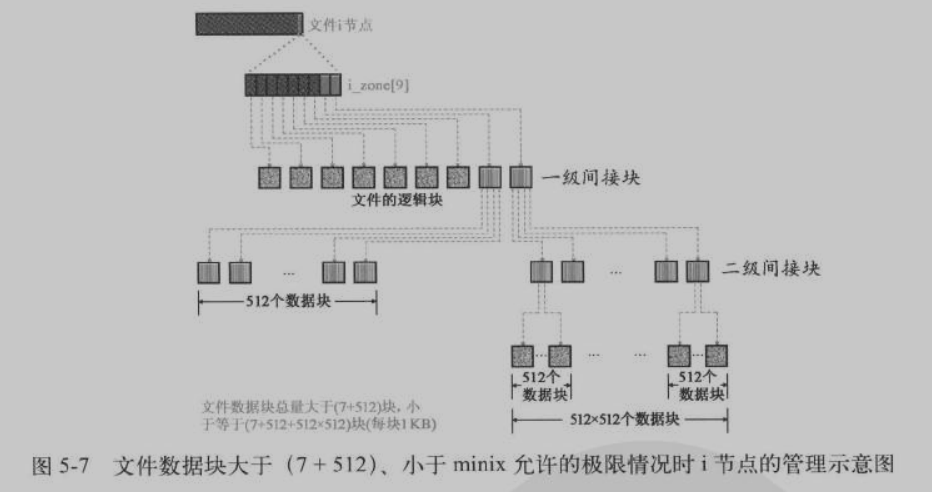 文件i节点
i_zone[9]
一级间接块
文件的逻辑块
...
...
二级间接块
512个数据块
...
...
...
...
512个
数据块
512个
数据块
文件数据块总量大于(7+512)块，小
于等于(7+512+512×512)块(每块1KB)
512×512个数据块
图 5-7 文件数据块大于（7 + 512）、小于 minix 允许的极限情况时 i 节点的管理示意图